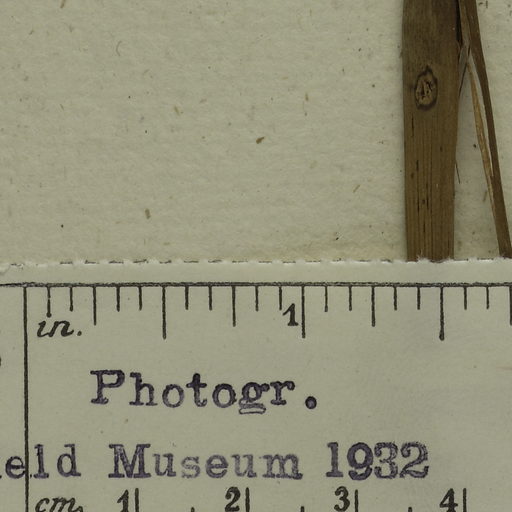 1
in.
Photogr.
eld Museum 1932
cm. 1 2 3 4